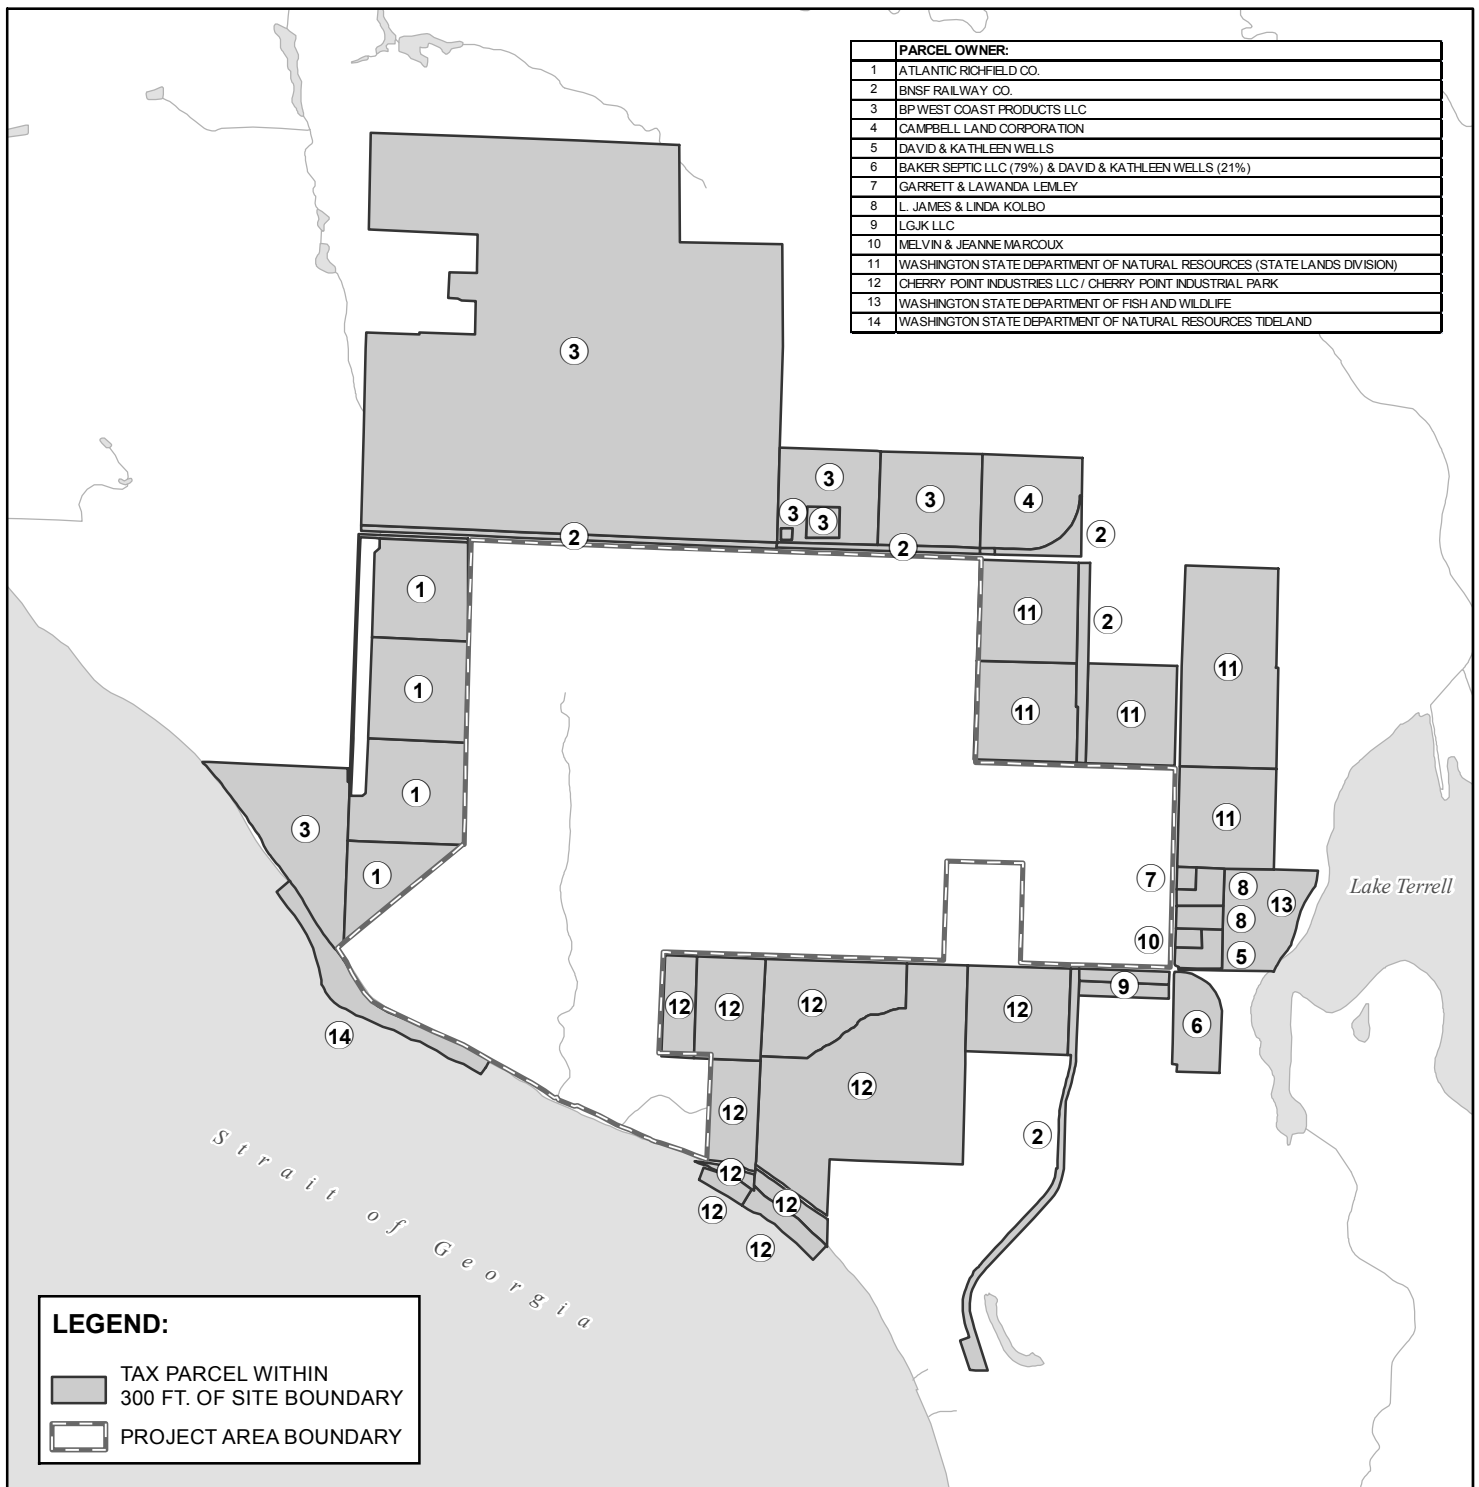 PARCEL OWNER:
1 ATLANTIC RICHFIELD CO.
2 BNSF RAILWAY CO.
3 BP WEST COAST PRODUCTS LLC
4 CAMPBELL LAND CORPORATION
5 DAVID & KATHLEEN WELLS
6 BAKER SEPTIC LLC (79%) & DAVID & KATHLEEN WELLS (21%)
7 GARRETT & LAWANDA LEMLEY
8 L. JAMES & LINDA KOLBO
9 LGJK LLC
10 MELVIN & JEANNE MARCOUX
11 WASHINGTON STATE DEPARTMENT OF NATURAL RESOURCES (STATE LANDS DIVISION)
12 CHERRY POINT INDUSTRIES LLC / CHERRY POINT INDUSTRIAL PARK
13 WASHINGTON STATE DEPARTMENT OF FISH AND WILDLIFE
14 WASHINGTON STATE DEPARTMENT OF NATURAL RESOURCES TIDELAND
3
3
3
4
3
3
2
2
2
1
11
2
11
1
11
11
1
11
3
1
7
8
13
Lake Terrell
8
10
5
9
12
12
12
12
6
14
12
12
2
12
12
12
12
Strait of Georgia
LEGEND:
TAX PARCEL WITHIN
300 FT. OF SITE BOUNDARY
PROJECT AREA BOUNDARY